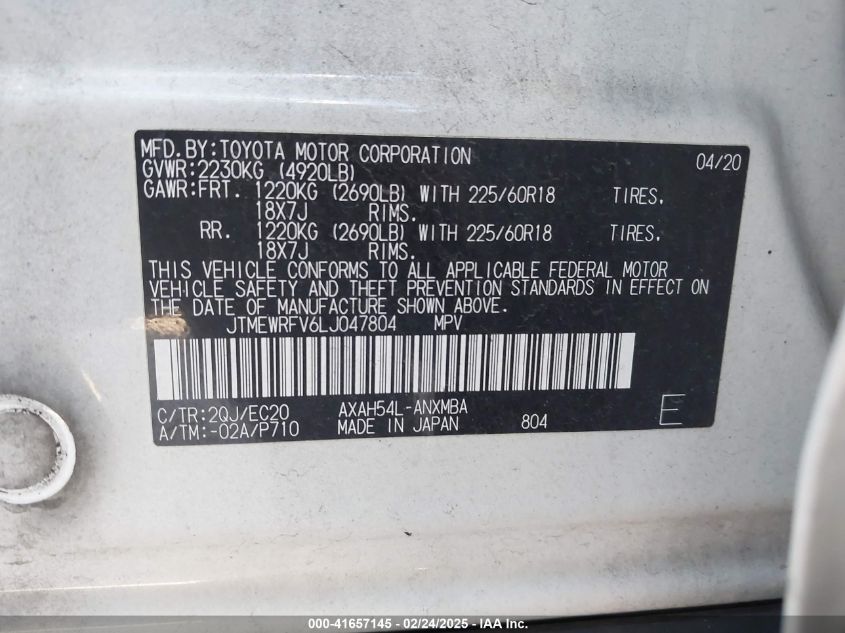 MFD.BY:TOYOTA MOTOR CORPORATION 04/20
GVWR:2230KG (4920LB)
GAWR:FRT. 1220KG (2690LB) WITH 225/60R18 TIRES,
18X7J RIMS.
RR. 1220KG (2690LB) WITH 225/60R18 TIRES,
18X7J RIMS.
THIS VEHICLE CONFORMS TO ALL APPLICABLE FEDERAL MOTOR
VEHICLE SAFETY AND THEFT PREVENTION STANDARDS IN EFFECT ON
THE DATE OF MANUFACTURE SHOWN ABOVE.
JTMEWRFV6LJ047804 MPV
C/TR:2QJ/EC20 AXAH54L-ANXMBA E
A/TM:-02A/P710 MADE IN JAPAN 804
000-41657145 - 02/24/2025 - IAA, Inc.